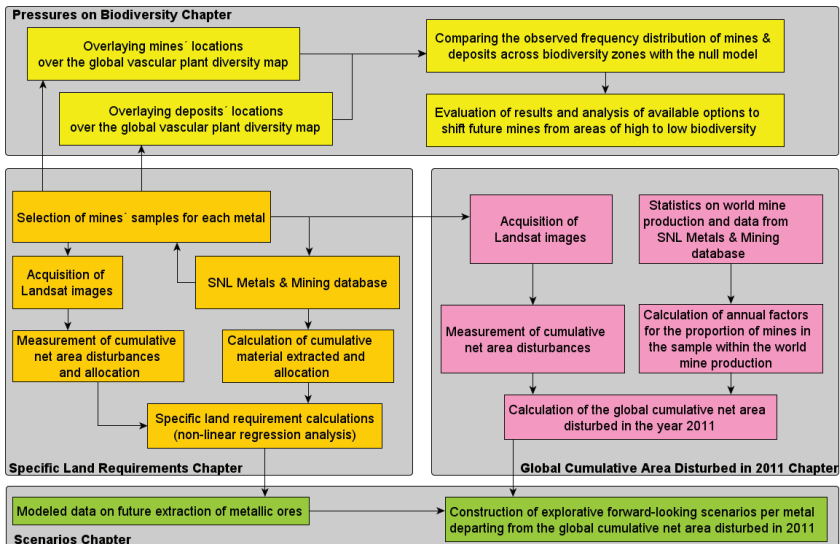 Pressures on Biodiversity Chapter
Overlaying mines´ locations
over the global vascular plant diversity map
Overlaying deposits´ locations
over the global vascular plant diversity map
Comparing the observed frequency distribution of mines &
deposits across biodiversity zones with the null model
Evaluation of results and analysis of available options to
shift future mines from areas of high to low biodiversity
Selection of mines´ samples for each metal
Acquisition of
Landsat images
SNL Metals & Mining database
Measurement of cumulative
net area disturbances
and allocation
Calculation of cumulative
material extracted and
allocation
Specific land requirement calculations
(non-linear regression analysis)
Specific Land Requirements Chapter
Acquisition of
Landsat images
Statistics on world mine
production and data from
SNL Metals & Mining
database
Measurement of cumulative
net area disturbances
Calculation of annual factors
for the proportion of mines in
the sample within the world
mine production
Calculation of the global cumulative net area
disturbed in the year 2011
Global Cumulative Area Disturbed in 2011 Chapter
Modeled data on future extraction of metallic ores
Construction of explorative forward-looking scenarios per metal
departing from the global cumulative net area disturbed in 2011
Scenarios Chapter